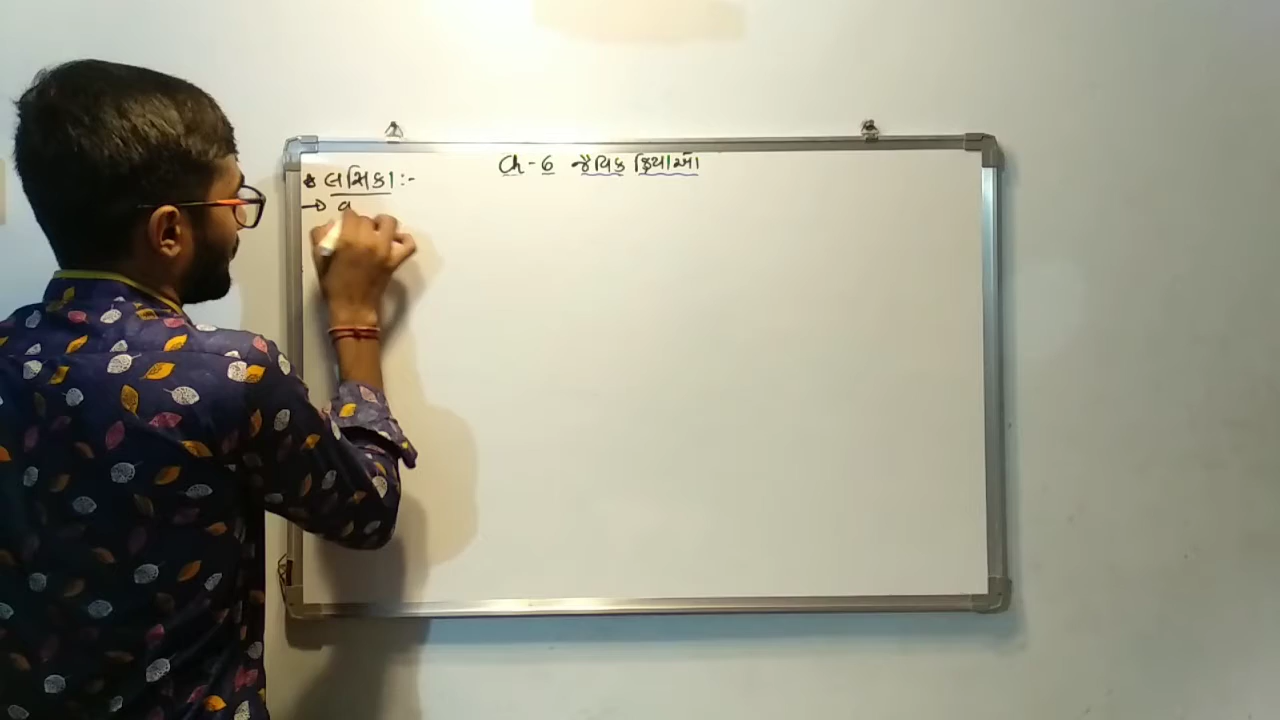 Ch - 6 જૈવિક ક્રિયાઓ
* લસિકા :-
→ લ